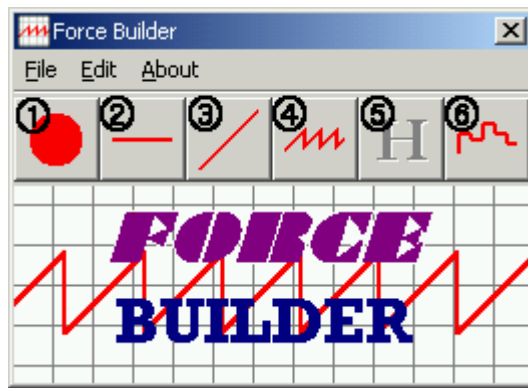 Force Builder
File Edit About
① ② ③ ④ ⑤ H ⑥
FORCE
BUILDER